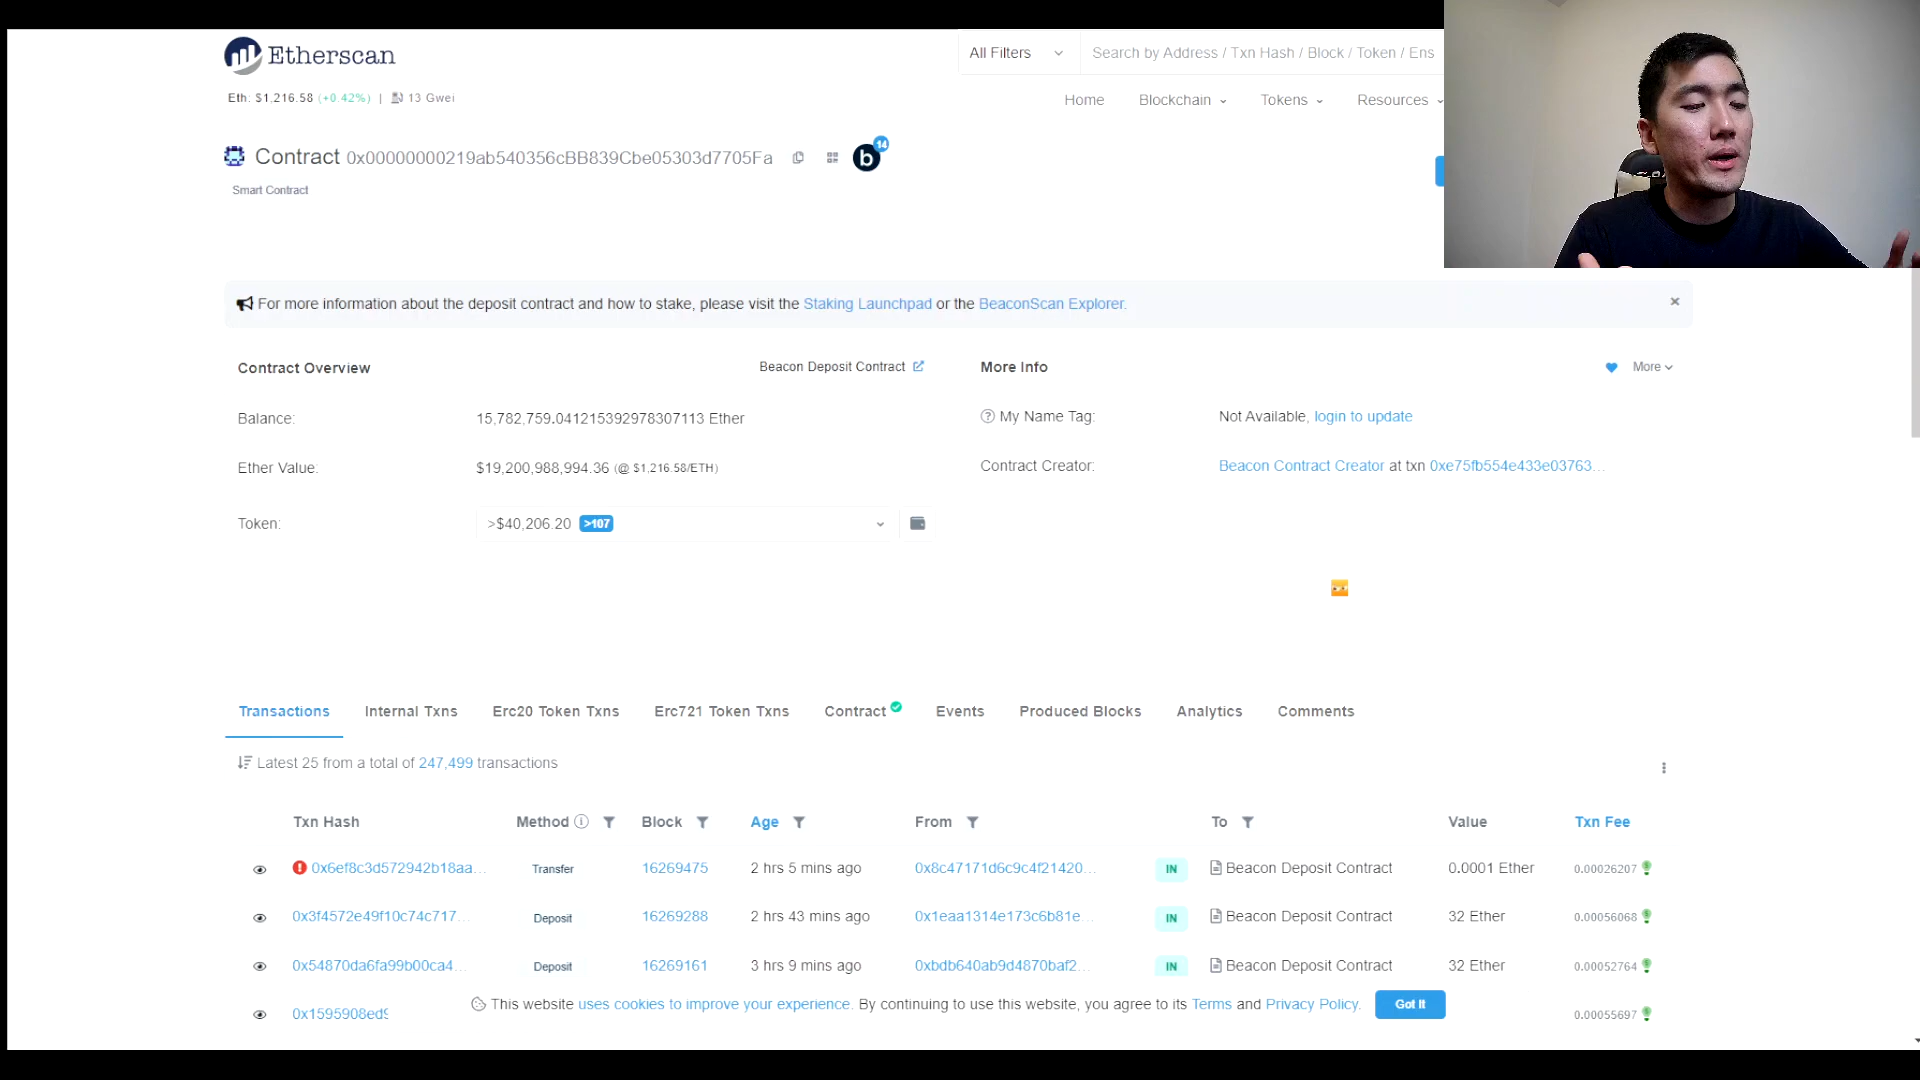 Etherscan
All Filters
Search by Address / Txn Hash / Block / Token / Ens
Eth: $1,216.58 (+0.42%) | 13 Gwei
Home Blockchain Tokens Resources
Contract 0x00000000219ab540356cBB839Cbe05303d7705Fa
b 14
Smart Contract
For more information about the deposit contract and how to stake, please visit the Staking Launchpad or the BeaconScan Explorer.
Contract Overview
Beacon Deposit Contract
Balance: 15,782,759.041215392978307113 Ether
Ether Value: $19,200,988,994.36 (@ $1,216.58/ETH)
Token: >$40,206.20 >107
More Info
More
My Name Tag: Not Available, login to update
Contract Creator: Beacon Contract Creator at txn 0xe75fb554e433e03763...
Transactions Internal Txns Erc20 Token Txns Erc721 Token Txns Contract Events Produced Blocks Analytics Comments
Latest 25 from a total of 247,499 transactions
Txn Hash Method Block Age From To Value Txn Fee
0x6ef8c3d572942b18aa... Transfer 16269475 2 hrs 5 mins ago 0x8c47171d6c9c4f21420... IN Beacon Deposit Contract 0.0001 Ether 0.00026207
0x3f4572e49f10c74c717... Deposit 16269288 2 hrs 43 mins ago 0x1eaa1314e173c6b81e... IN Beacon Deposit Contract 32 Ether 0.00056068
0x54870da6fa99b00ca4... Deposit 16269161 3 hrs 9 mins ago 0xbdb640ab9d4870baf2... IN Beacon Deposit Contract 32 Ether 0.00052764
0x1595908ed9 0.00055697
This website uses cookies to improve your experience. By continuing to use this website, you agree to its Terms and Privacy Policy.
Got It